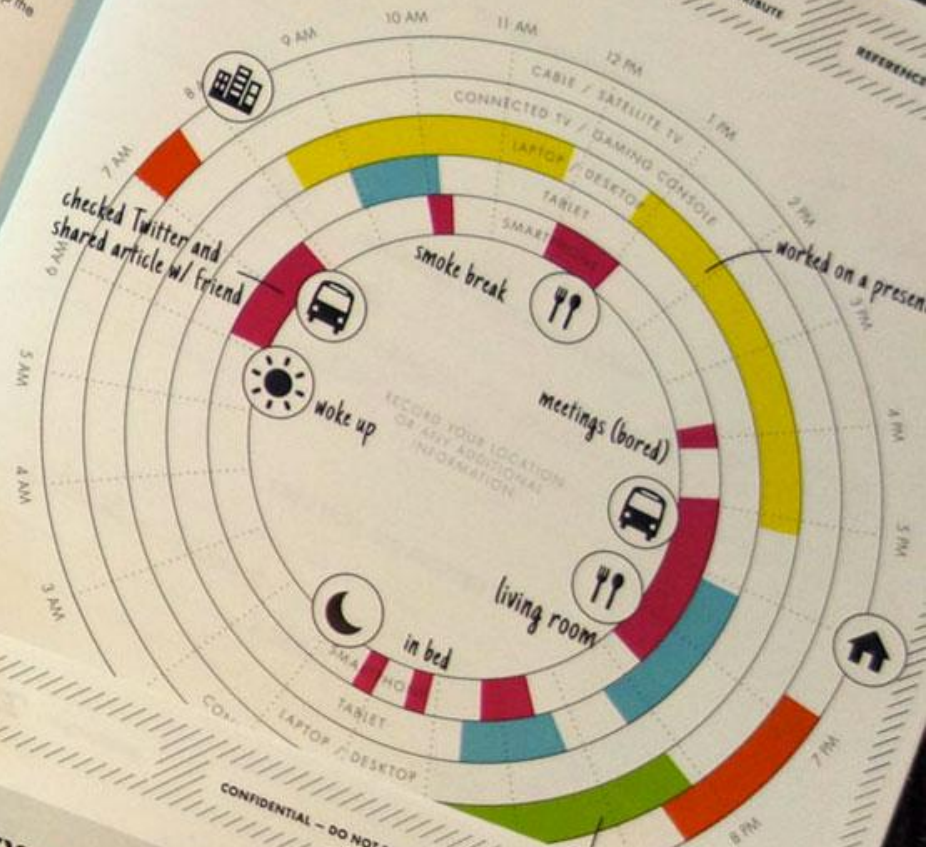 the
REFERENCE
9 AM
10 AM
11 AM
12 PM
1 PM
2 PM
3 PM
4 PM
5 PM
7 PM
8 PM
3 AM
4 AM
5 AM
6 AM
7 AM
CABLE / SATELLITE TV
CONNECTED TV / GAMING CONSOLE
LAPTOP / DESKTOP
TABLET
SMARTPHONE
checked Twitter and
shared article w/ friend
smoke break
worked on a presen
woke up
meetings (bored)
RECORD YOUR LOCATION
OR ANY ADDITIONAL
INFORMATION
living room
in bed
TABLET
LAPTOP / DESKTOP
CONFIDENTIAL — DO NOT